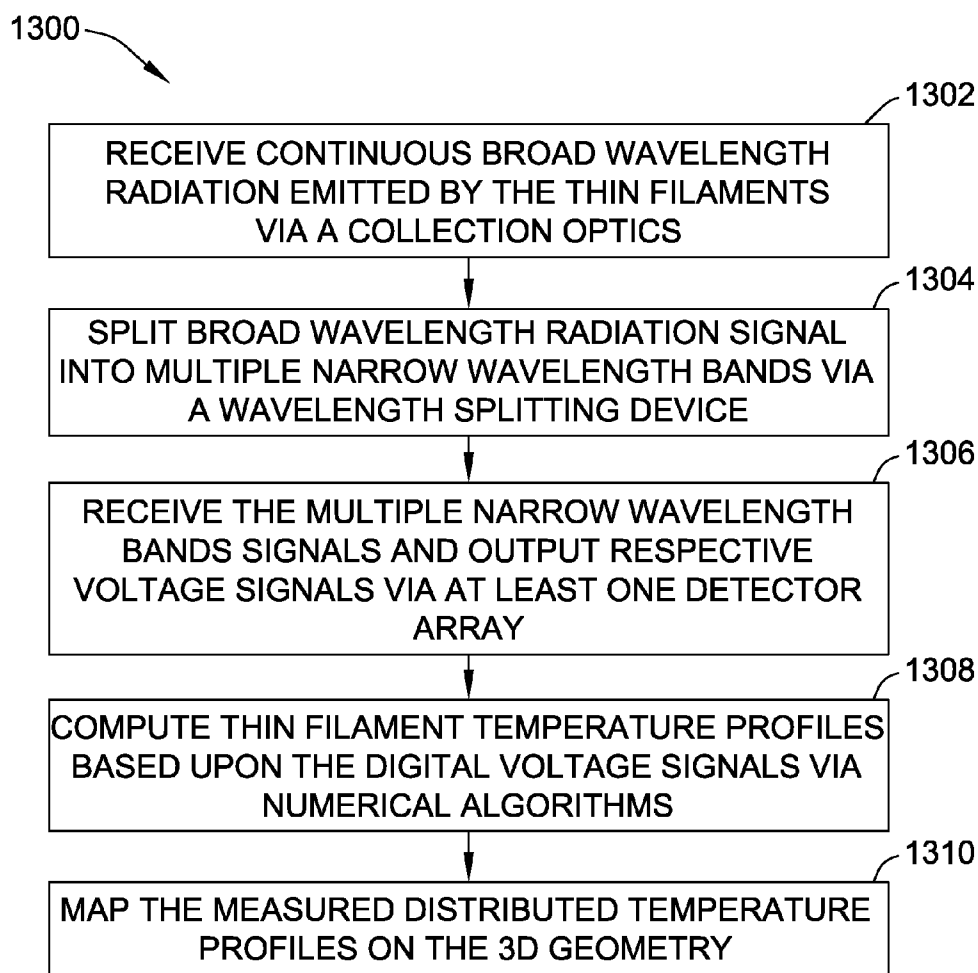 1300
1302
RECEIVE CONTINUOUS BROAD WAVELENGTH
RADIATION EMITTED BY THE THIN FILAMENTS
VIA A COLLECTION OPTICS
1304
SPLIT BROAD WAVELENGTH RADIATION SIGNAL
INTO MULTIPLE NARROW WAVELENGTH BANDS VIA
A WAVELENGTH SPLITTING DEVICE
1306
RECEIVE THE MULTIPLE NARROW WAVELENGTH
BANDS SIGNALS AND OUTPUT RESPECTIVE
VOLTAGE SIGNALS VIA AT LEAST ONE DETECTOR
ARRAY
1308
COMPUTE THIN FILAMENT TEMPERATURE PROFILES
BASED UPON THE DIGITAL VOLTAGE SIGNALS VIA
NUMERICAL ALGORITHMS
1310
MAP THE MEASURED DISTRIBUTED TEMPERATURE
PROFILES ON THE 3D GEOMETRY